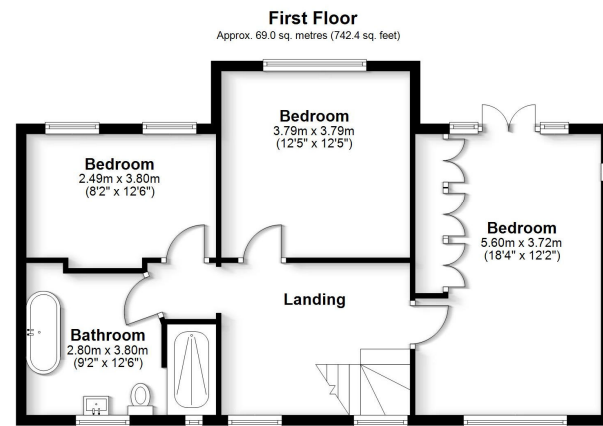 First Floor
Approx. 69.0 sq. metres (742.4 sq. feet)
Bedroom
3.79m x 3.79m
(12'5" x 12'5")
Bedroom
2.49m x 3.80m
(8'2" x 12'6")
Bedroom
5.60m x 3.72m
(18'4" x 12'2")
Landing
Bathroom
2.80m x 3.80m
(9'2" x 12'6")